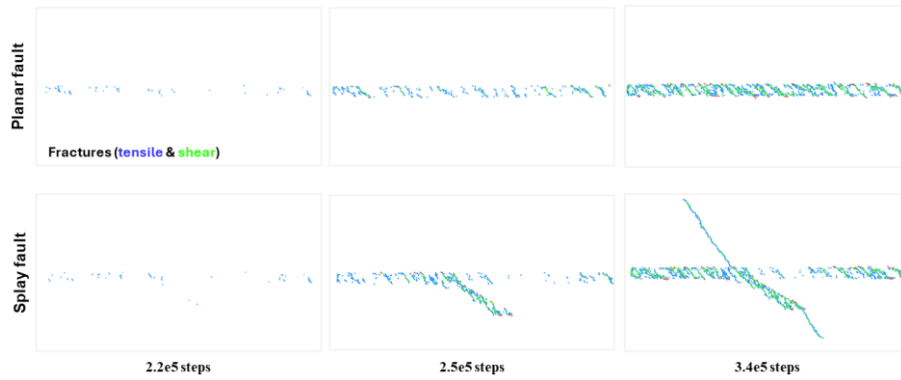 Planar fault
Fractures (tensile & shear)
Splay fault
2.2e5 steps
2.5e5 steps
3.4e5 steps